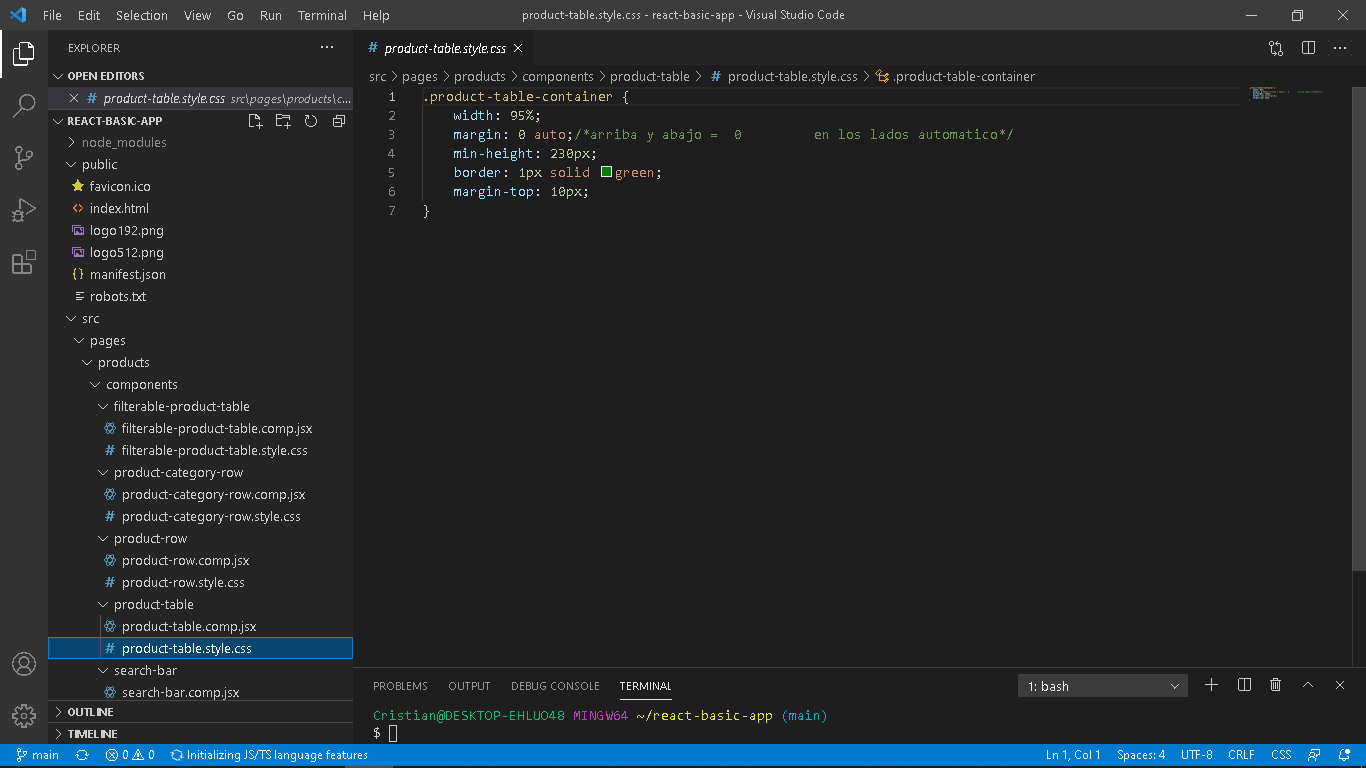 File Edit Selection View Go Run Terminal Help product-table.style.css - react-basic-app - Visual Studio Code
EXPLORER
OPEN EDITORS
product-table.style.css src\pages\products\c...
REACT-BASIC-APP
node_modules
public
favicon.ico
index.html
logo192.png
logo512.png
{} manifest.json
robots.txt
src
pages
products
components
filterable-product-table
filterable-product-table.comp.jsx
# filterable-product-table.style.css
product-category-row
product-category-row.comp.jsx
# product-category-row.style.css
product-row
product-row.comp.jsx
# product-row.style.css
product-table
product-table.comp.jsx
# product-table.style.css
search-bar
search-bar.comp.jsx
OUTLINE
TIMELINE
# product-table.style.css
src > pages > products > components > product-table > # product-table.style.css > .product-table-container
1 .product-table-container {
2 width: 95%;
3 margin: 0 auto;/*arriba y abajo = 0 en los lados automatico*/
4 min-height: 230px;
5 border: 1px solid green;
6 margin-top: 10px;
7 }
PROBLEMS OUTPUT DEBUG CONSOLE TERMINAL 1: bash
Cristian@DESKTOP-EHLUO48 MINGW64 ~/react-basic-app (main)
$
main 0 0 Initializing JS/TS language features Ln 1, Col 1 Spaces: 4 UTF-8 CRLF CSS